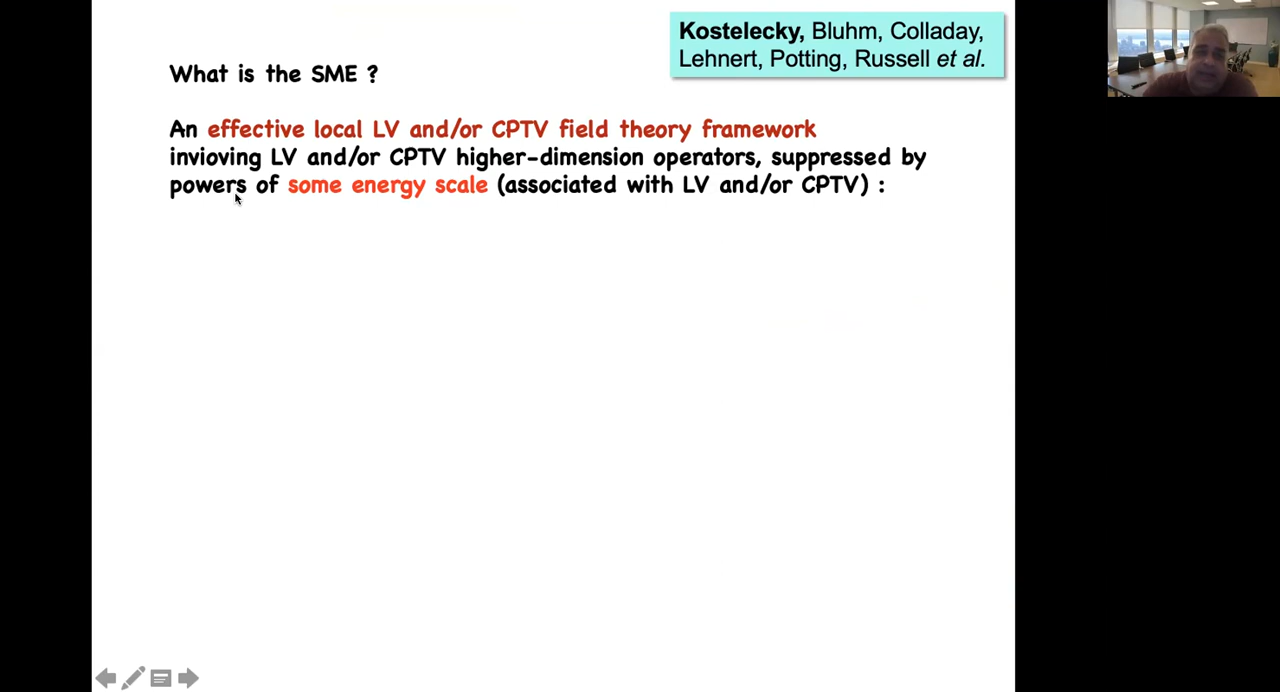 Kostelecky, Bluhm, Colladay,
Lehnert, Potting, Russell et al.
What is the SME ?
An effective local LV and/or CPTV field theory framework
invioving LV and/or CPTV higher-dimension operators, suppressed by
powers of some energy scale (associated with LV and/or CPTV) :